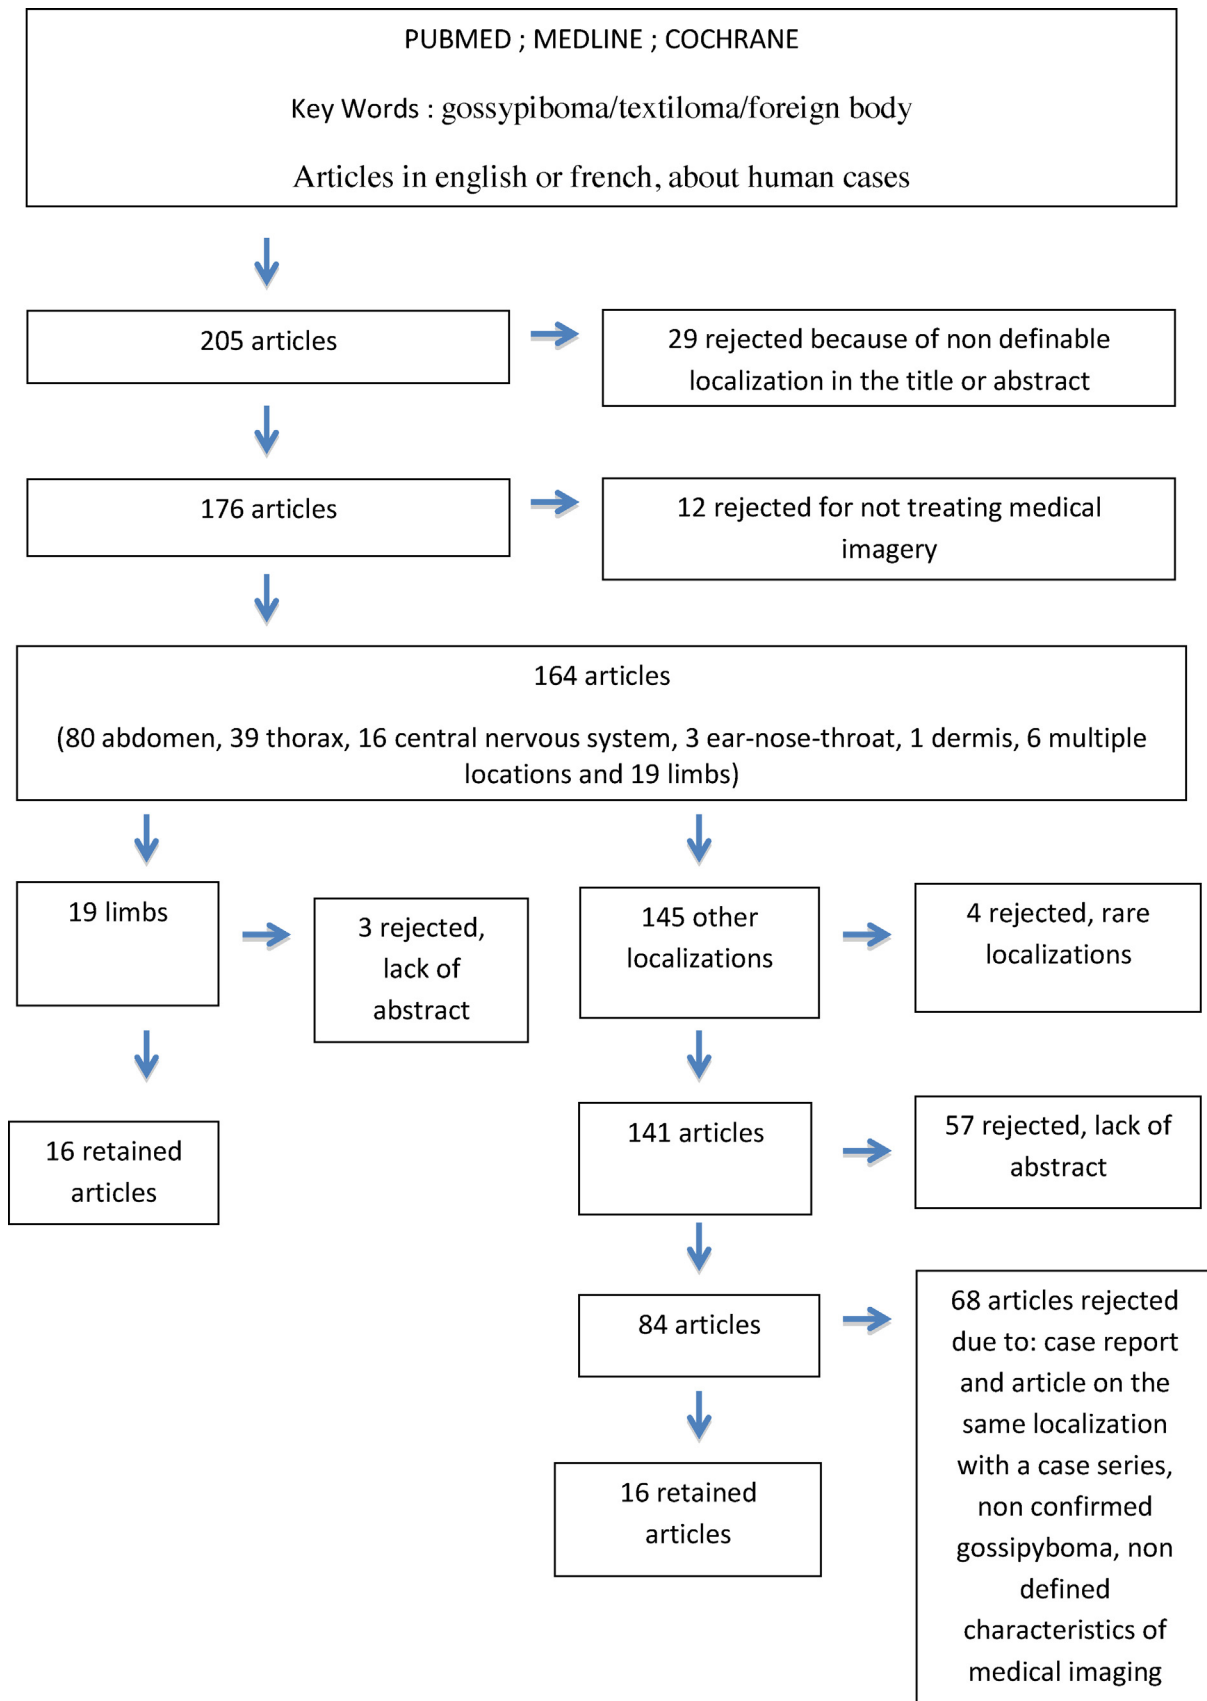 PUBMED ; MEDLINE ; COCHRANE
Key Words : gossypiboma/textiloma/foreign body
Articles in english or french, about human cases
205 articles
29 rejected because of non definable
localization in the title or abstract
176 articles
12 rejected for not treating medical
imagery
164 articles
(80 abdomen, 39 thorax, 16 central nervous system, 3 ear-nose-throat, 1 dermis, 6 multiple
locations and 19 limbs)
19 limbs
3 rejected,
lack of
abstract
16 retained
articles
145 other
localizations
4 rejected, rare
localizations
141 articles
57 rejected, lack of
abstract
84 articles
68 articles rejected
due to: case report
and article on the
same localization
with a case series,
non confirmed
gossipyboma, non
defined
characteristics of
medical imaging
16 retained
articles